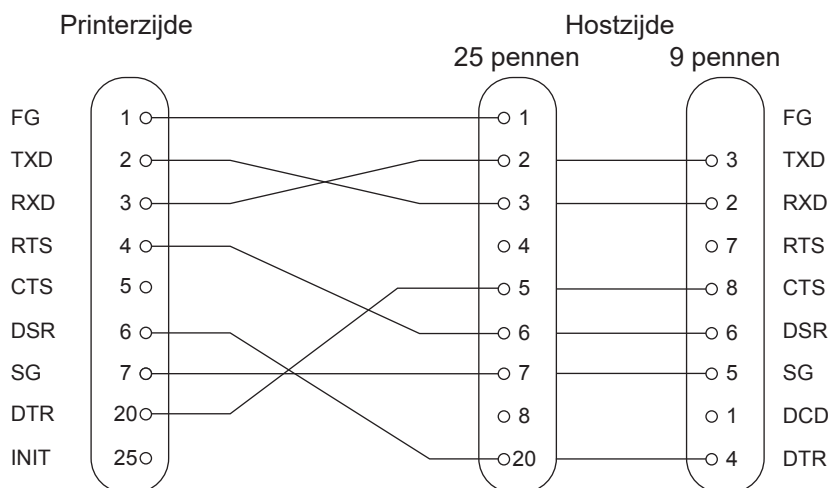 Printerzijde Hostzijde
25 pennen 9 pennen
FG 1 1 FG
TXD 2 2 3 TXD
RXD 3 3 2 RXD
RTS 4 4 7 RTS
CTS 5 5 8 CTS
DSR 6 6 6 DSR
SG 7 7 5 SG
DTR 20 8 1 DCD
INIT 25 20 4 DTR